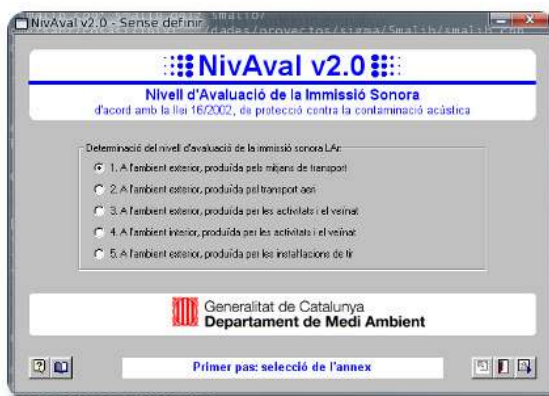 NivAval v2.0 - Sense definir
NivAval v2.0
Nivell d'Avaluació de la Immissió Sonora
d'acord amb la llei 16/2002, de protecció contra la contaminació acústica
Determinació del nivell d'avaluació de la immissió sonora LAr:
1. A l'ambient exterior, produïda pels mitjans de transport
2. A l'ambient exterior, produïda pel transport aeri
3. A l'ambient exterior, produïda per les activitats i el veïnat
4. A l'ambient interior, produïda per les activitats i el veïnat
5. A l'ambient exterior, produïda per les instal·lacions de tir
Generalitat de Catalunya
Departament de Medi Ambient
Primer pas: selecció de l'annex